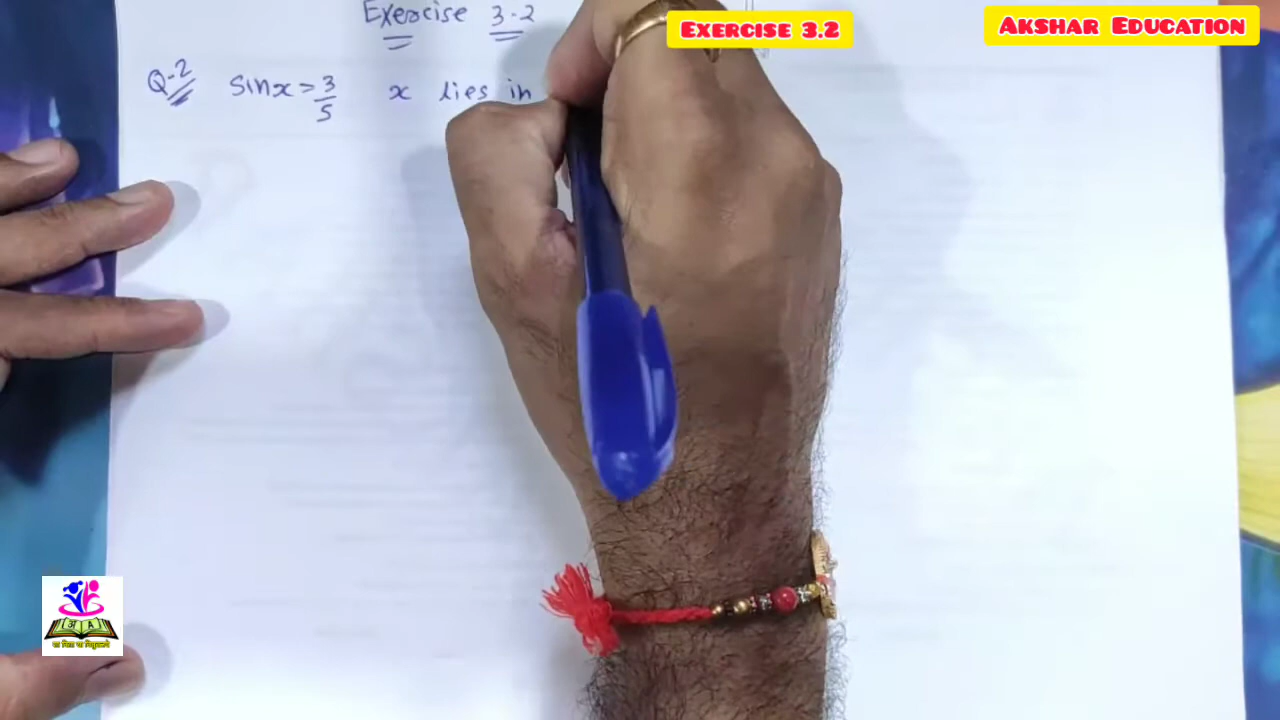 Exercise 3.2
EXERCISE 3.2
AKSHAR EDUCATION
Q-2 sinx = 3/5 x lies in